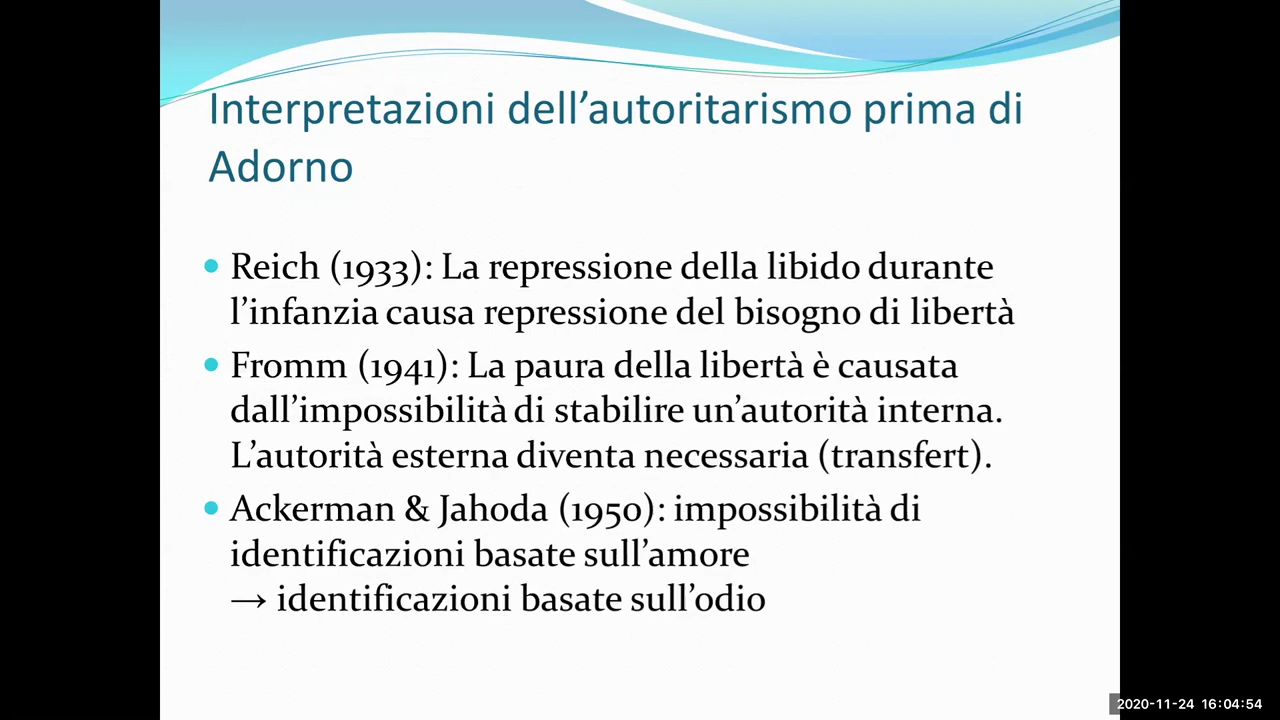 Interpretazioni dell’autoritarismo prima di
Adorno
• Reich (1933): La repressione della libido durante
l’infanzia causa repressione del bisogno di libertà
• Fromm (1941): La paura della libertà è causata
dall’impossibilità di stabilire un’autorità interna.
L’autorità esterna diventa necessaria (transfert).
• Ackerman & Jahoda (1950): impossibilità di
identificazioni basate sull’amore
→ identificazioni basate sull’odio
2020-11-24 16:04:54